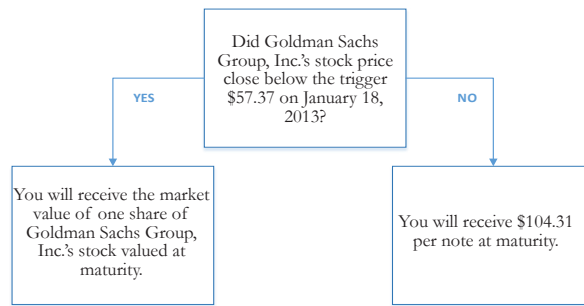 Did Goldman Sachs
Group, Inc.'s stock price
close below the trigger
$57.37 on January 18,
2013?
YES
NO
You will receive the market
value of one share of
Goldman Sachs Group,
Inc.'s stock valued at
maturity.
You will receive $104.31
per note at maturity.